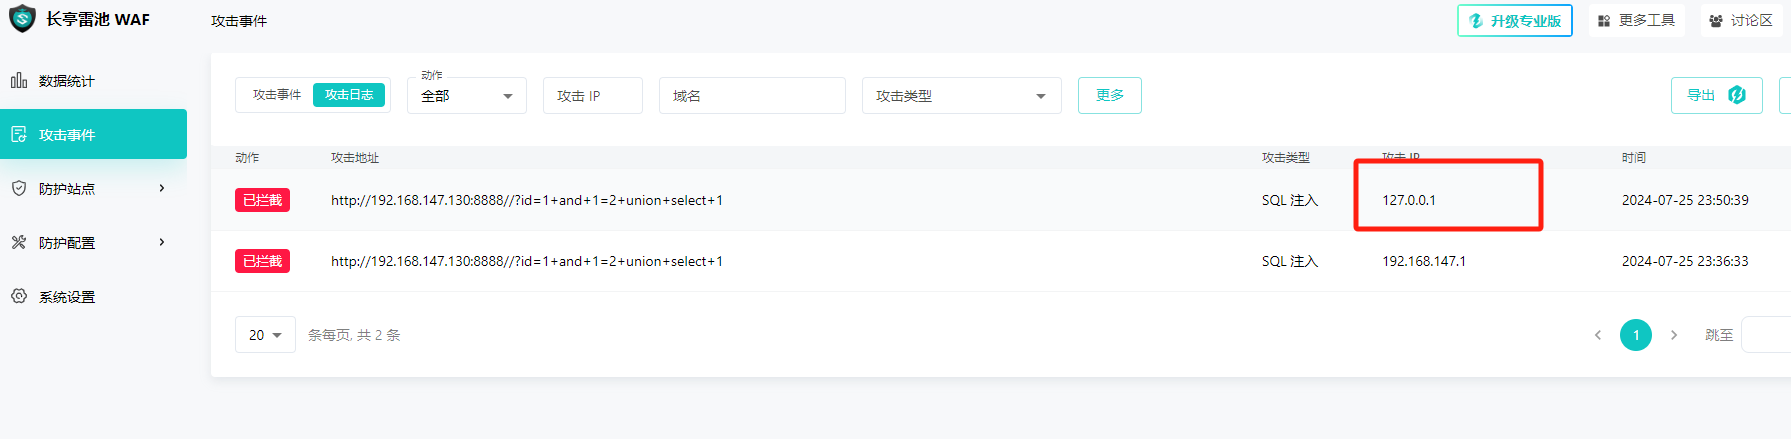 长亭雷池 WAF
攻击事件
升级专业版
更多工具
讨论区
数据统计
攻击事件
防护站点
防护配置
系统设置
攻击事件 攻击日志
动作
全部
攻击 IP
域名
攻击类型
更多
导出
动作 攻击地址 攻击类型 攻击 IP 时间
已拦截 http://192.168.147.130:8888//?id=1+and+1=2+union+select+1 SQL 注入 127.0.0.1 2024-07-25 23:50:39
已拦截 http://192.168.147.130:8888//?id=1+and+1=2+union+select+1 SQL 注入 192.168.147.1 2024-07-25 23:36:33
20 条每页, 共 2 条 1 跳至